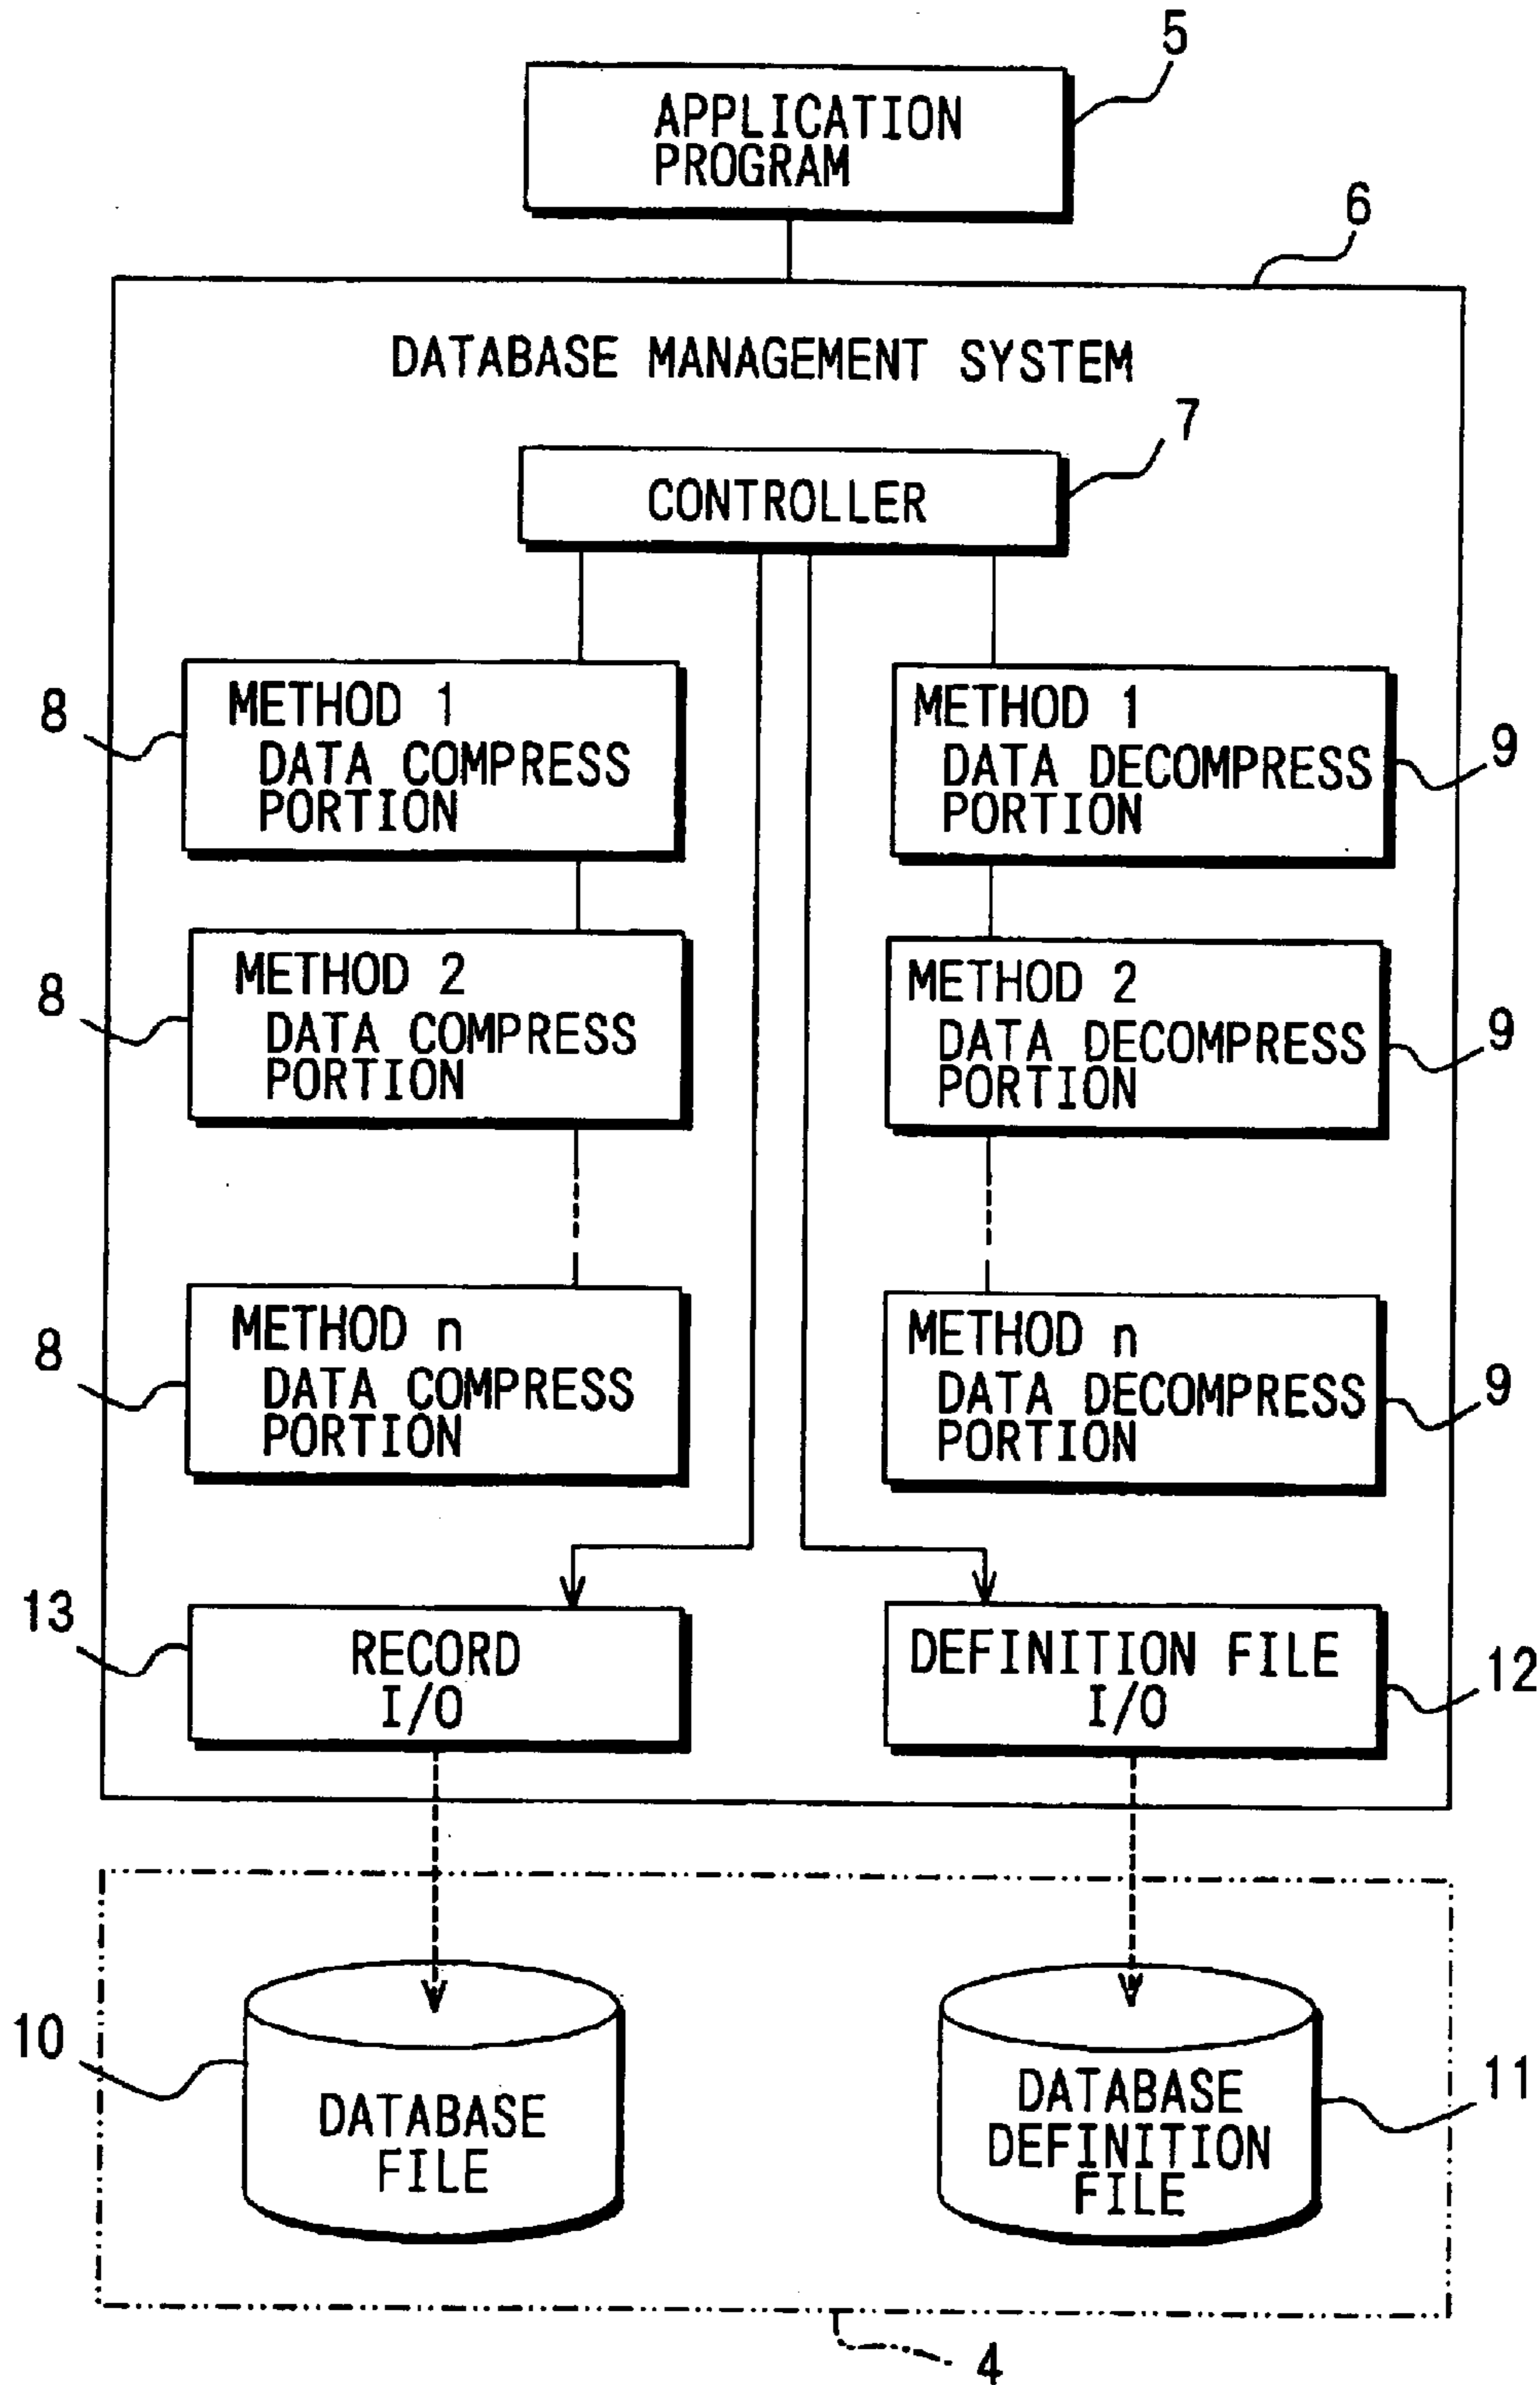 5
APPLICATION
PROGRAM
6
DATABASE MANAGEMENT SYSTEM
7
CONTROLLER
8
METHOD 1
DATA COMPRESS
PORTION
METHOD 1
DATA DECOMPRESS
PORTION
9
8
METHOD 2
DATA COMPRESS
PORTION
METHOD 2
DATA DECOMPRESS
PORTION
9
8
METHOD n
DATA COMPRESS
PORTION
METHOD n
DATA DECOMPRESS
PORTION
9
13
RECORD
I/O
DEFINITION FILE
I/O
12
10
DATABASE
FILE
DATABASE
DEFINITION
FILE
11
4